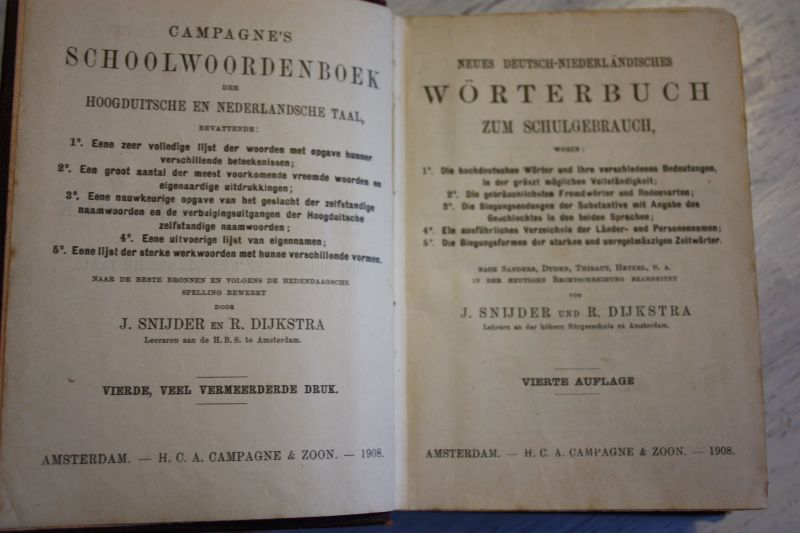 CAMPAGNE'S
SCHOOLWOORDENBOEK
DER
HOOGDUITSCHE EN NEDERLANDSCHE TAAL,
BEVATTENDE:
1°. Eene zeer volledige lijst der woorden met opgave hunner
verschillende beteekenissen;
2°. Een groot aantal der meest voorkomende vreemde woorden en
eigenaardige uitdrukkingen;
3°. Eene nauwkeurige opgave van het geslacht der zelfstandige
naamwoorden en de verbuigingsuitgangen der Hoogduitsche
zelfstandige naamwoorden;
4°. Eene uitvoerige lijst van eigennamen;
5°. Eene lijst der sterke werkwoorden met hunne verschillende vormen.
NAAR DE BESTE BRONNEN EN VOLGENS DE HEDENDAAGSCHE
SPELLING BEWERKT
DOOR
J. SNIJDER EN R. DIJKSTRA
Leeraren aan de H. B. S. te Amsterdam.
VIERDE, VEEL VERMEERDERDE DRUK.
AMSTERDAM. — H. C. A. CAMPAGNE & ZOON. — 1908.
NEUES DEUTSCH-NIEDERLÄNDISCHES
WÖRTERBUCH
ZUM SCHULGEBRAUCH,
WORIN:
1°. Die hochdeutschen Wörter und ihre verschiedenen Bedeutungen,
in der gröszt möglichen Vollständigkeit;
2°. Die gebräuchlichsten Fremdwörter und Redensarten;
3°. Die Biegungsendungen der Substantive mit Angabe des
Geschlechtes in den beiden Sprachen;
4°. Ein ausführliches Verzeichnis der Länder- und Personennamen;
5°. Die Biegungsformen der starken und unregelmäszigen Zeitwörter.
NACH SANDERS, DUDEN, THIBAUT, HETZEL, U. A.
IN DER HEUTIGEN RECHTSCHREIBUNG BEARBEITET
VON
J. SNIJDER UND R. DIJKSTRA
Lehrern an der höhern Bürgerschule zu Amsterdam.
VIERTE AUFLAGE
AMSTERDAM. — H. C. A. CAMPAGNE & ZOON. — 1908.